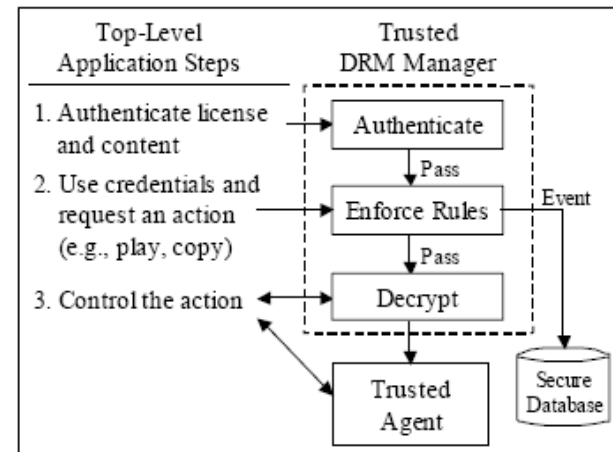 Top-Level
Application Steps
Trusted
DRM Manager
1. Authenticate license
and content
Authenticate
Pass
2. Use credentials and
request an action
(e.g., play, copy)
Enforce Rules
Event
Pass
3. Control the action
Decrypt
Trusted
Agent
Secure
Database